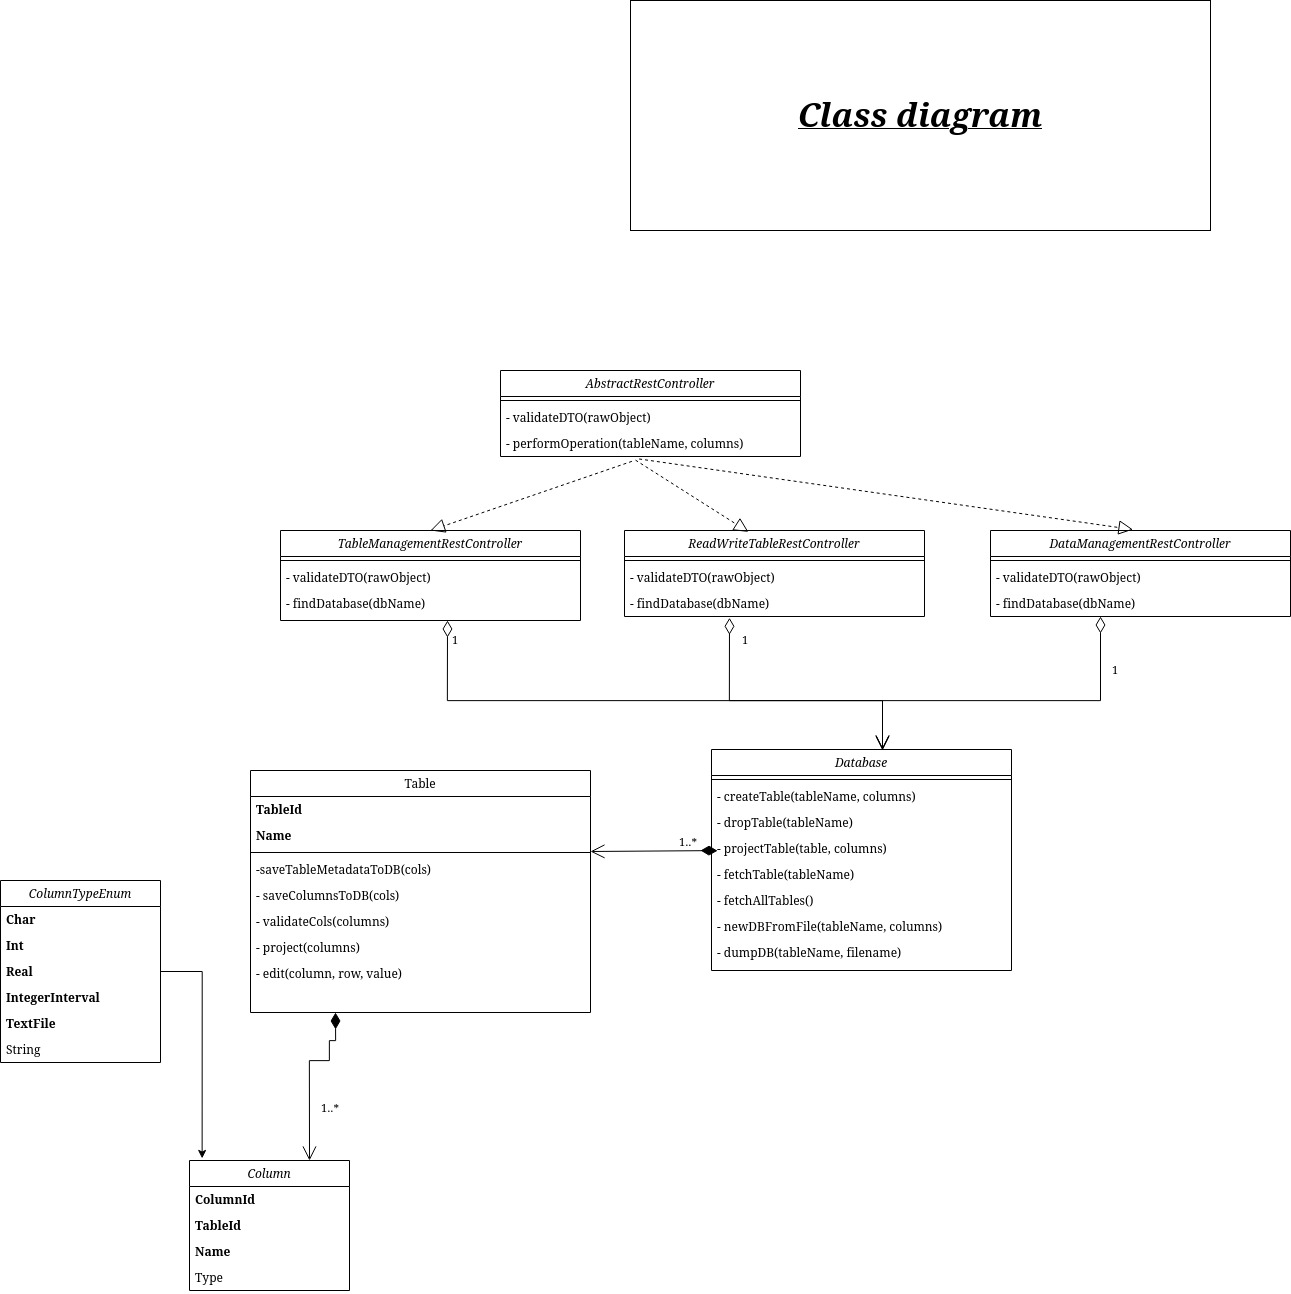 Class diagram
AbstractRestController
- validateDTO(rawObject)
- performOperation(tableName, columns)
TableManagementRestController
- validateDTO(rawObject)
- findDatabase(dbName)
1
ReadWriteTableRestController
- validateDTO(rawObject)
- findDatabase(dbName)
1
DataManagementRestController
- validateDTO(rawObject)
- findDatabase(dbName)
1
Database
- createTable(tableName, columns)
- dropTable(tableName)
- projectTable(table, columns)
- fetchTable(tableName)
- fetchAllTables()
- newDBFromFile(tableName, columns)
- dumpDB(tableName, filename)
1..*
Table
TableId
Name
-saveTableMetadataToDB(cols)
- saveColumnsToDB(cols)
- validateCols(columns)
- project(columns)
- edit(column, row, value)
ColumnTypeEnum
Char
Int
Real
IntegerInterval
TextFile
String
1..*
Column
ColumnId
TableId
Name
Type